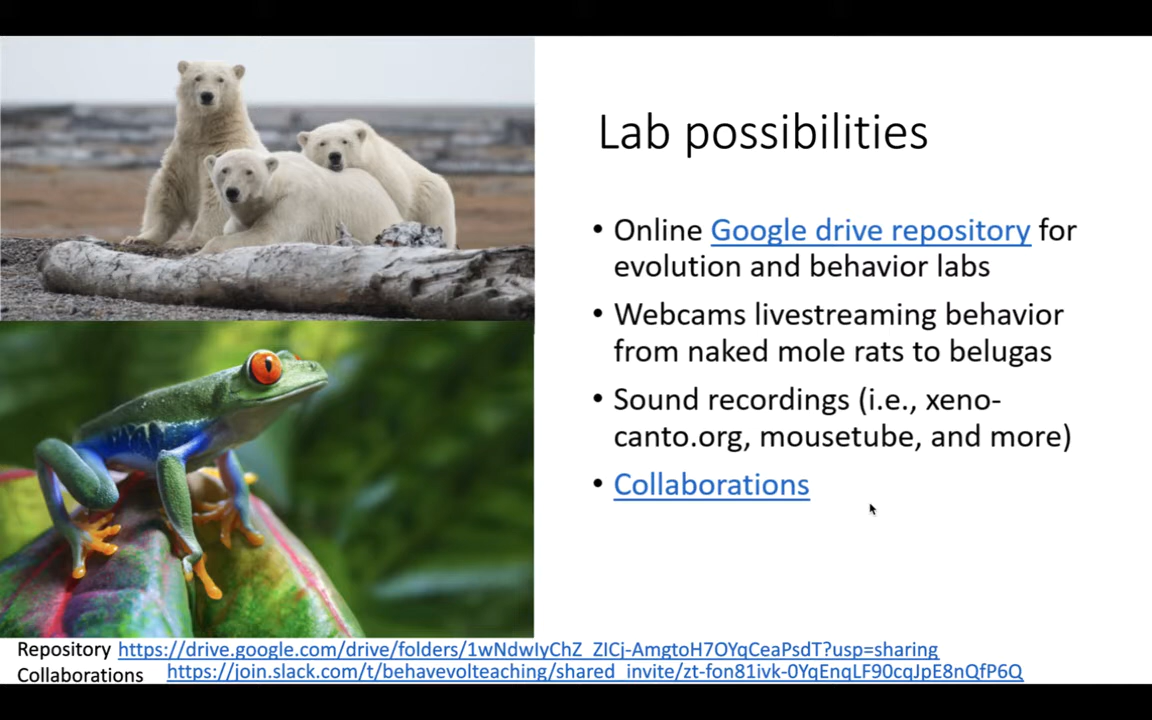 Lab possibilities
• Online Google drive repository for
evolution and behavior labs
• Webcams livestreaming behavior
from naked mole rats to belugas
• Sound recordings (i.e., xeno-
canto.org, mousetube, and more)
• Collaborations
Repository https://drive.google.com/drive/folders/1wNdwIyChZ_ZICj-AmgtoH7OYqCeaPsdT?usp=sharing
Collaborations https://join.slack.com/t/behavevolteaching/shared_invite/zt-fon81ivk-0YqEnqLF90cqJpE8nQfP6Q